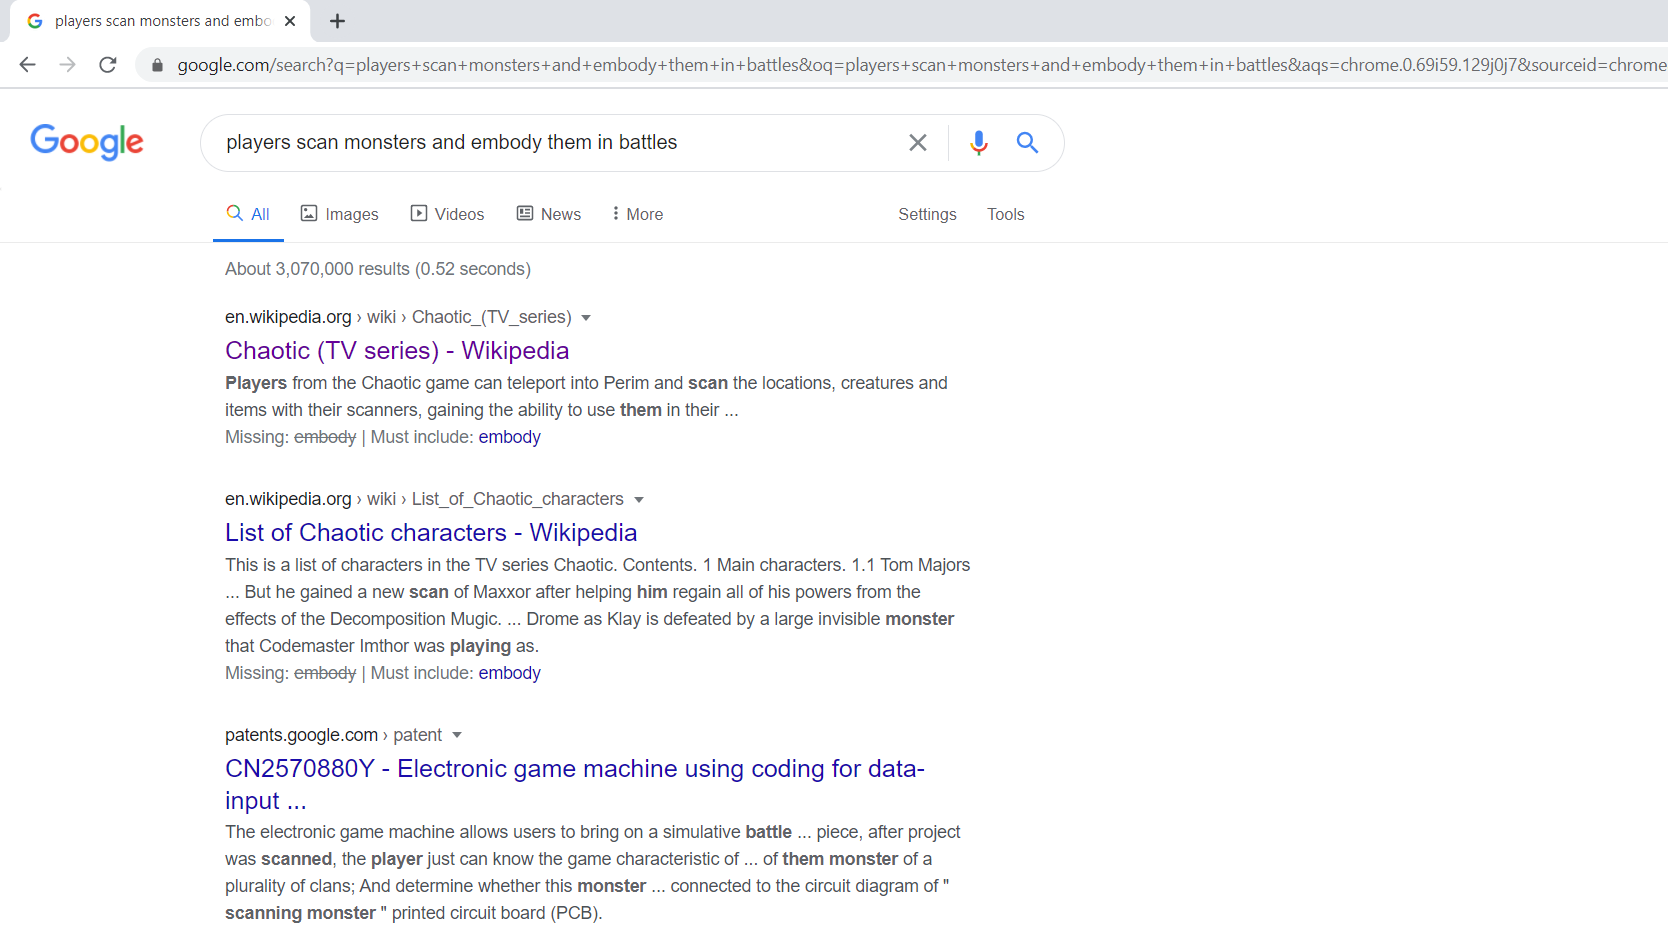 players scan monsters and embo
google.com/search?q=players+scan+monsters+and+embody+them+in+battles&oq=players+scan+monsters+and+embody+them+in+battles&aqs=chrome.0.69i59.129j0j7&sourceid=chrome
Google
players scan monsters and embody them in battles
All Images Videos News More Settings Tools
About 3,070,000 results (0.52 seconds)
en.wikipedia.org › wiki › Chaotic_(TV_series)
Chaotic (TV series) - Wikipedia
Players from the Chaotic game can teleport into Perim and scan the locations, creatures and
items with their scanners, gaining the ability to use them in their ...
Missing: embody | Must include: embody
en.wikipedia.org › wiki › List_of_Chaotic_characters
List of Chaotic characters - Wikipedia
This is a list of characters in the TV series Chaotic. Contents. 1 Main characters. 1.1 Tom Majors
... But he gained a new scan of Maxxor after helping him regain all of his powers from the
effects of the Decomposition Mugic. ... Drome as Klay is defeated by a large invisible monster
that Codemaster Imthor was playing as.
Missing: embody | Must include: embody
patents.google.com › patent
CN2570880Y - Electronic game machine using coding for data-
input ...
The electronic game machine allows users to bring on a simulative battle ... piece, after project
was scanned, the player just can know the game characteristic of ... of them monster of a
plurality of clans; And determine whether this monster ... connected to the circuit diagram of "
scanning monster " printed circuit board (PCB).